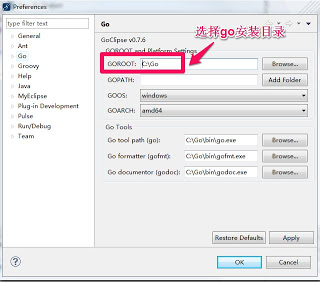 Preferences
type filter text
General
Ant
Go
Groovy
Help
Java
MyEclipse
Plug-in Development
Pulse
Run/Debug
Team
Go
选择go安装目录
GoClipse v0.7.6
GOROOT and Platform Settings
GOROOT: C:\Go Browse...
GOPATH: Add Folder
GOOS: windows
GOARCH: amd64
Go Tools
Go tool path (go): C:\Go\bin\go.exe Browse...
Go formatter (gofmt): C:\Go\bin\gofmt.exe Browse...
Go documentor (godoc): C:\Go\bin\godoc.exe Browse...
Restore Defaults Apply
OK Cancel